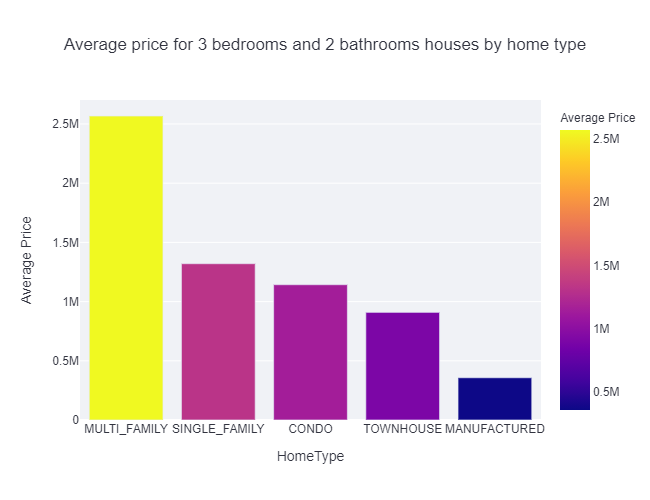 Average price for 3 bedrooms and 2 bathrooms houses by home type
Average Price
2.5M
2M
1.5M
1M
0.5M
0
MULTI_FAMILY
SINGLE_FAMILY
CONDO
TOWNHOUSE
MANUFACTURED
HomeType
Average Price
2.5M
2M
1.5M
1M
0.5M